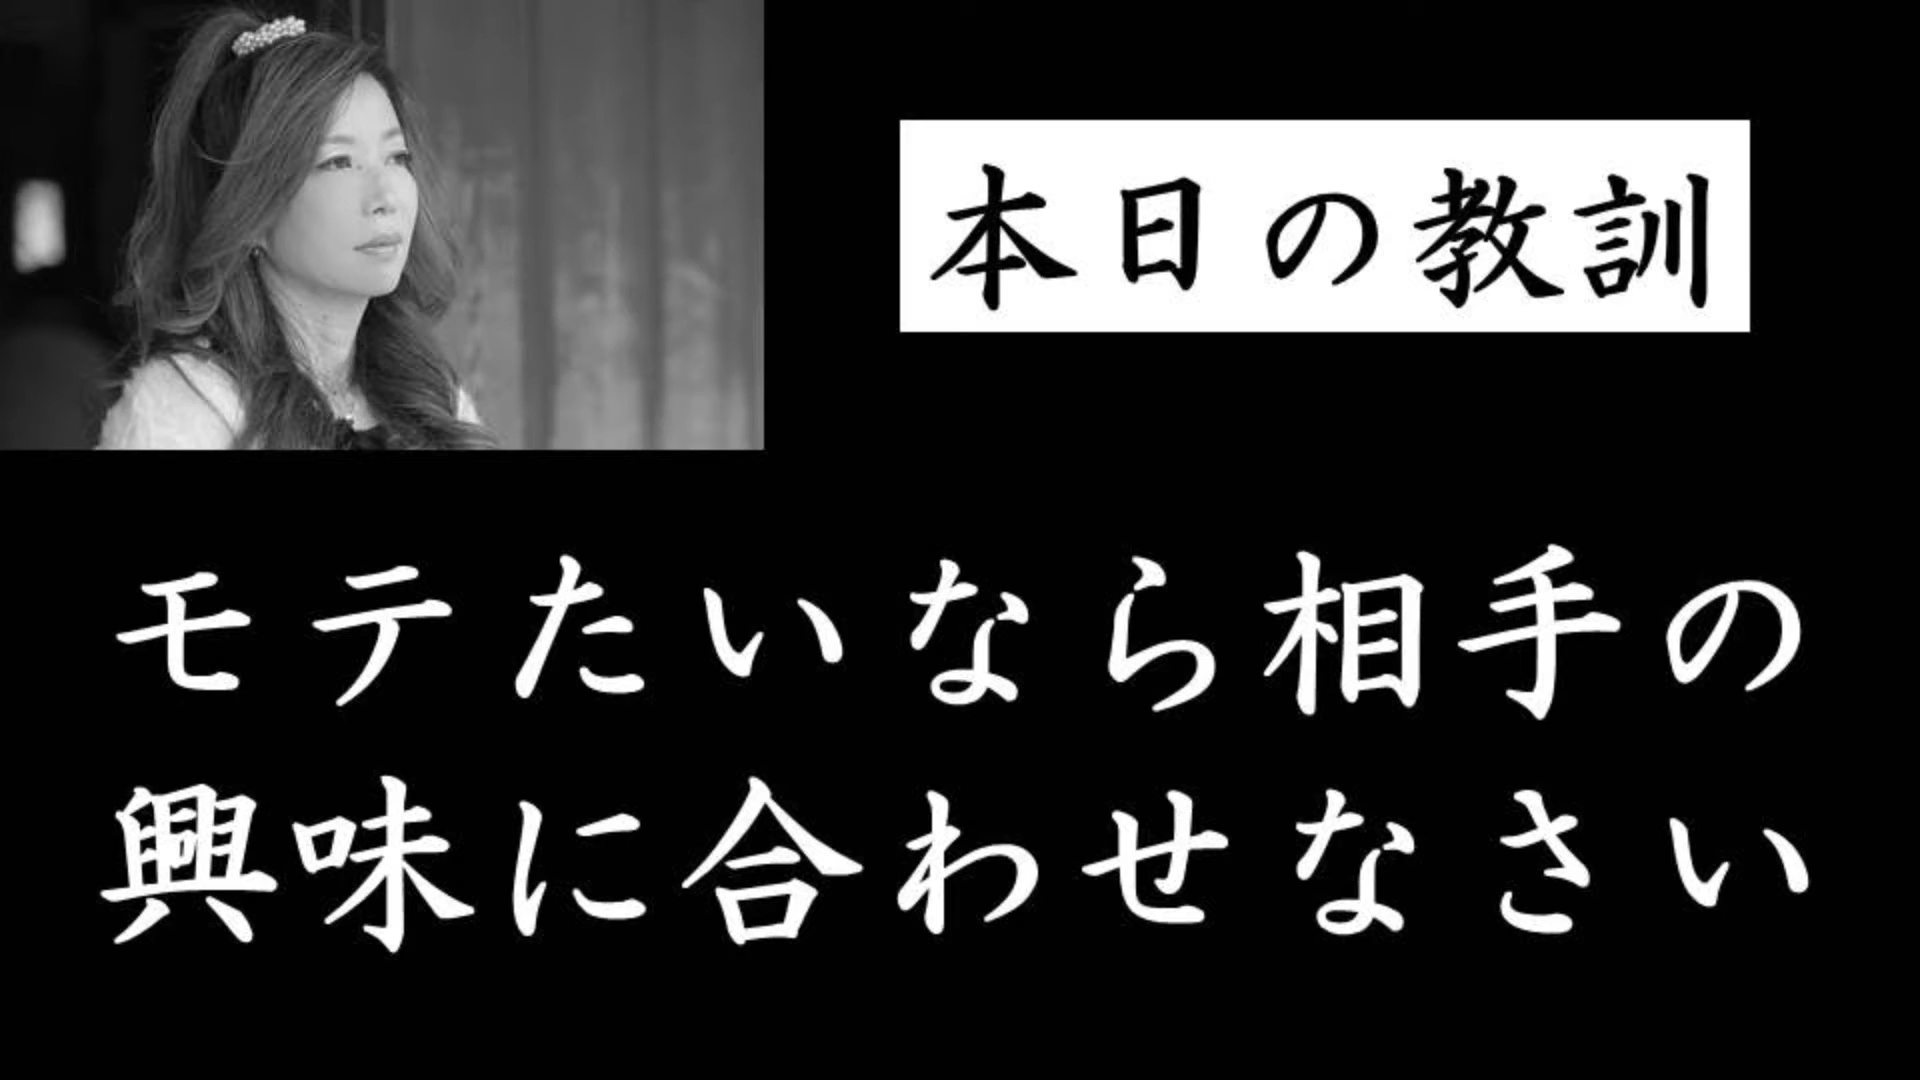 本日の教訓
モテたいなら相手の
興味に合わせなさい